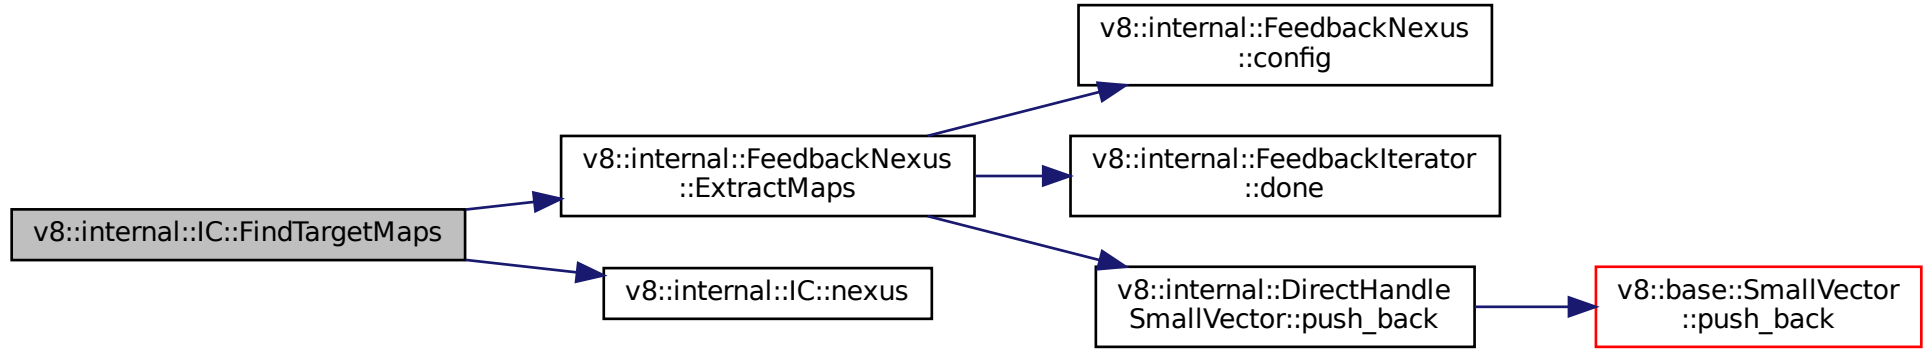 v8::internal::IC::FindTargetMaps
v8::internal::FeedbackNexus
::ExtractMaps
v8::internal::IC::nexus
v8::internal::FeedbackNexus
::config
v8::internal::FeedbackIterator
::done
v8::internal::DirectHandle
SmallVector::push_back
v8::base::SmallVector
::push_back